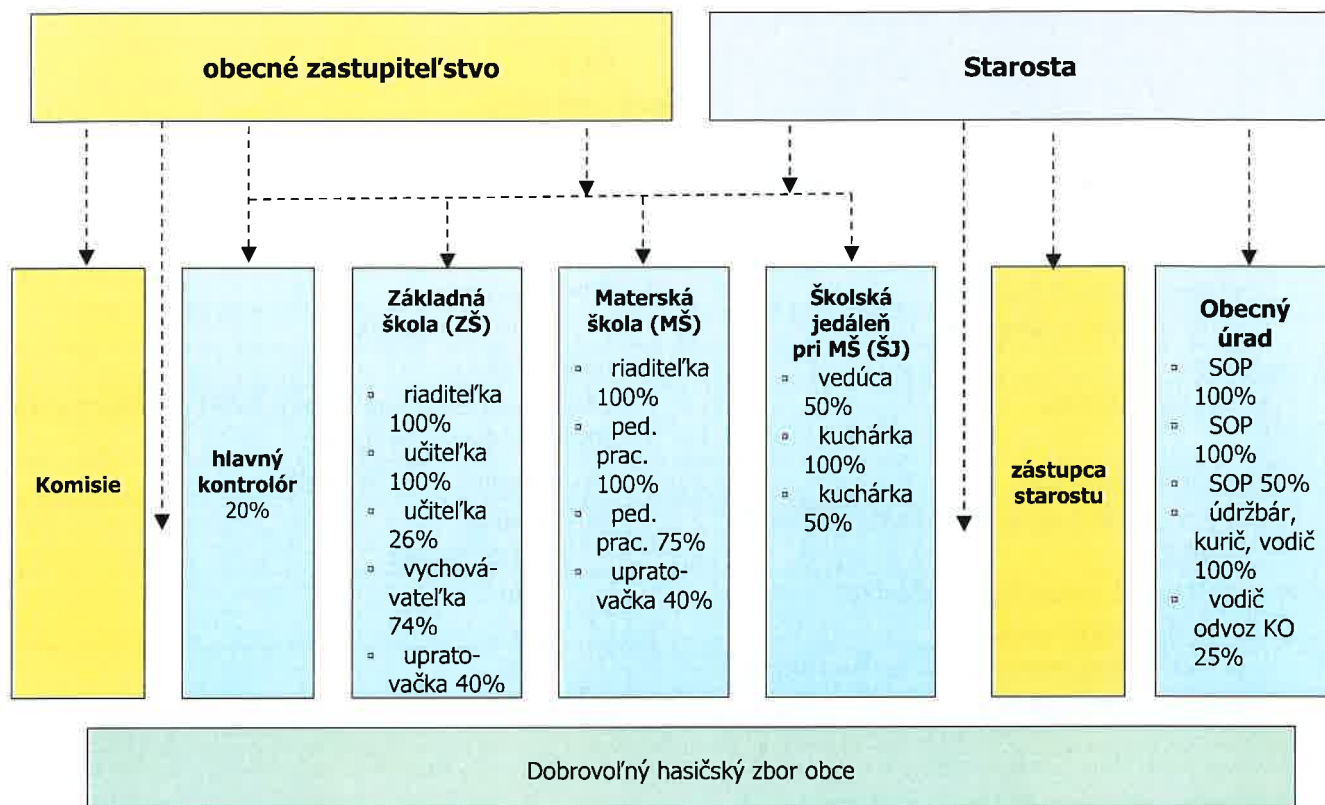 obecné zastupiteľstvo
Starosta
Komisie
hlavný
kontrolór
20%
Základná
škola (ZŠ)
▫ riaditeľka
100%
▫ učiteľka
100%
▫ učiteľka
26%
▫ vychová-
vateľka
74%
▫ uprato-
vačka 40%
Materská
škola (MŠ)
▫ riaditeľka
100%
▫ ped.
prac.
100%
▫ ped.
prac. 75%
▫ uprato-
vačka 40%
Školská
jedáleň
pri MŠ (ŠJ)
▫ vedúca
50%
▫ kuchárka
100%
▫ kuchárka
50%
zástupca
starostu
Obecný
úrad
▫ SOP
100%
▫ SOP
100%
▫ SOP 50%
▫ údržbár,
kurič, vodič
100%
▫ vodič
odvoz KO
25%
Dobrovoľný hasičský zbor obce